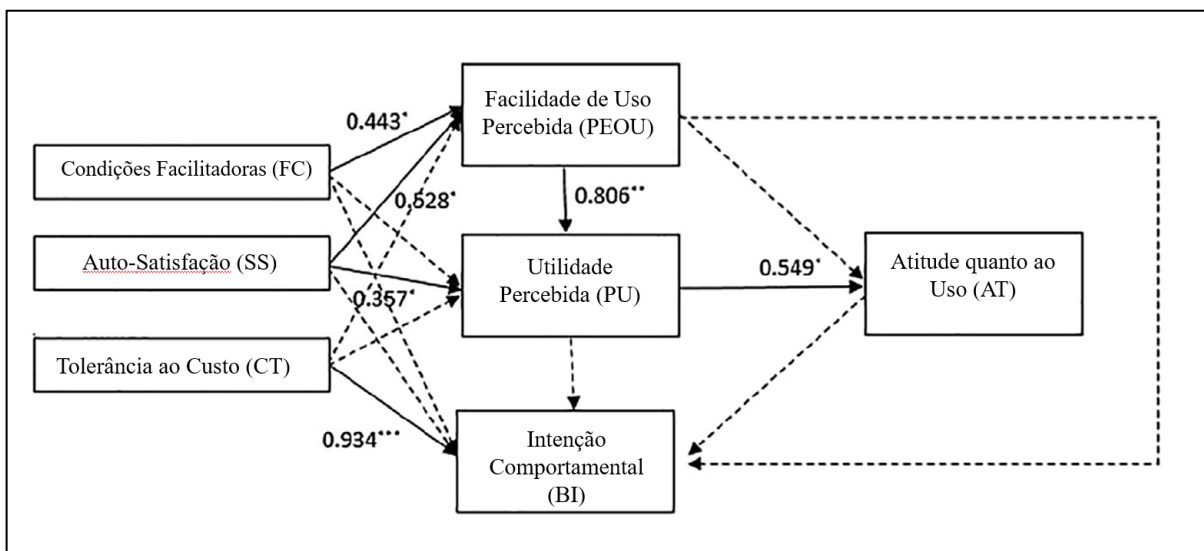 Facilidade de Uso
Percebida (PEOU)
0.443*
Condições Facilitadoras (FC)
0.528*
0.806**
Auto-Satisfação (SS)
Utilidade
Percebida (PU)
0.549*
Atitude quanto ao
Uso (AT)
0.357*
Tolerância ao Custo (CT)
0.934***
Intenção
Comportamental
(BI)